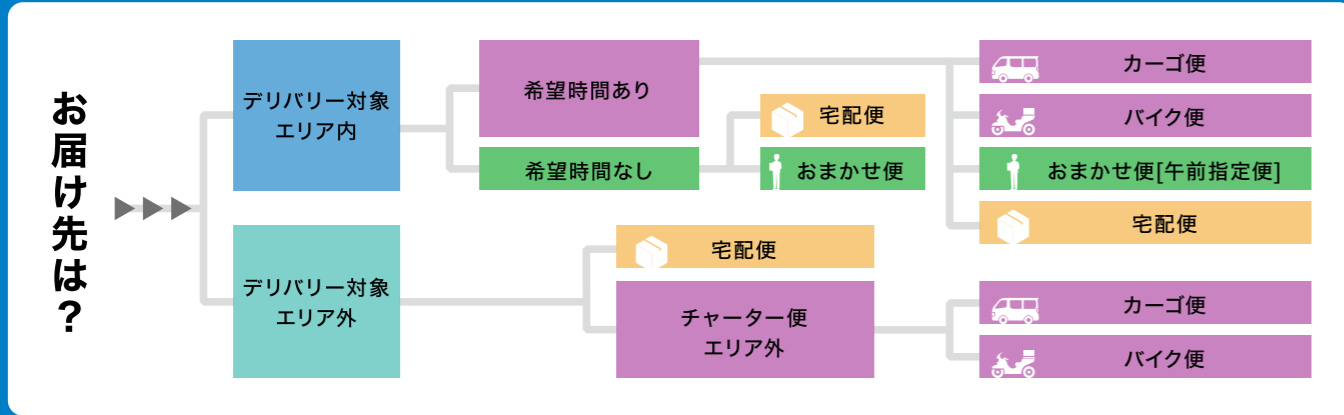 お届け先は？
デリバリー対象
エリア内
希望時間あり
カーゴ便
バイク便
おまかせ便[午前指定便]
宅配便
希望時間なし
宅配便
おまかせ便
デリバリー対象
エリア外
宅配便
チャーター便
エリア外
カーゴ便
バイク便